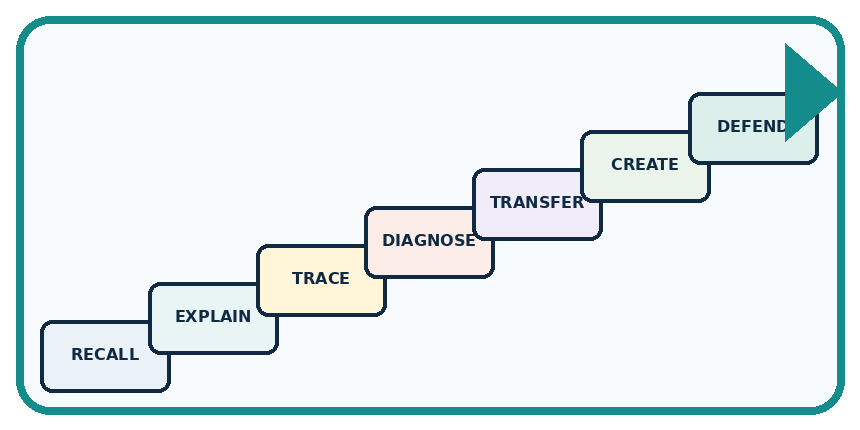 RECALL
EXPLAIN
TRACE
DIAGNOSE
TRANSFER
CREATE
DEFEND